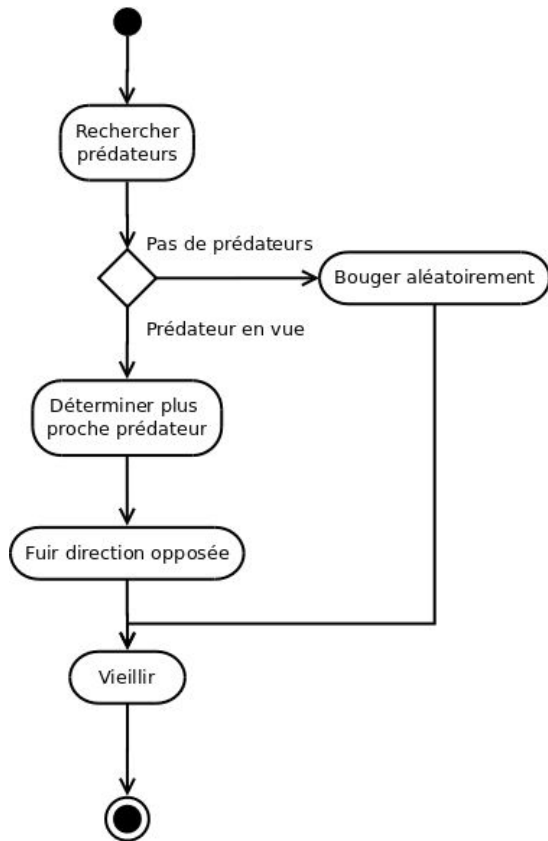 Rechercher
prédateurs
Pas de prédateurs
Bouger aléatoirement
Prédateur en vue
Déterminer plus
proche prédateur
Fuir direction opposée
Vieillir